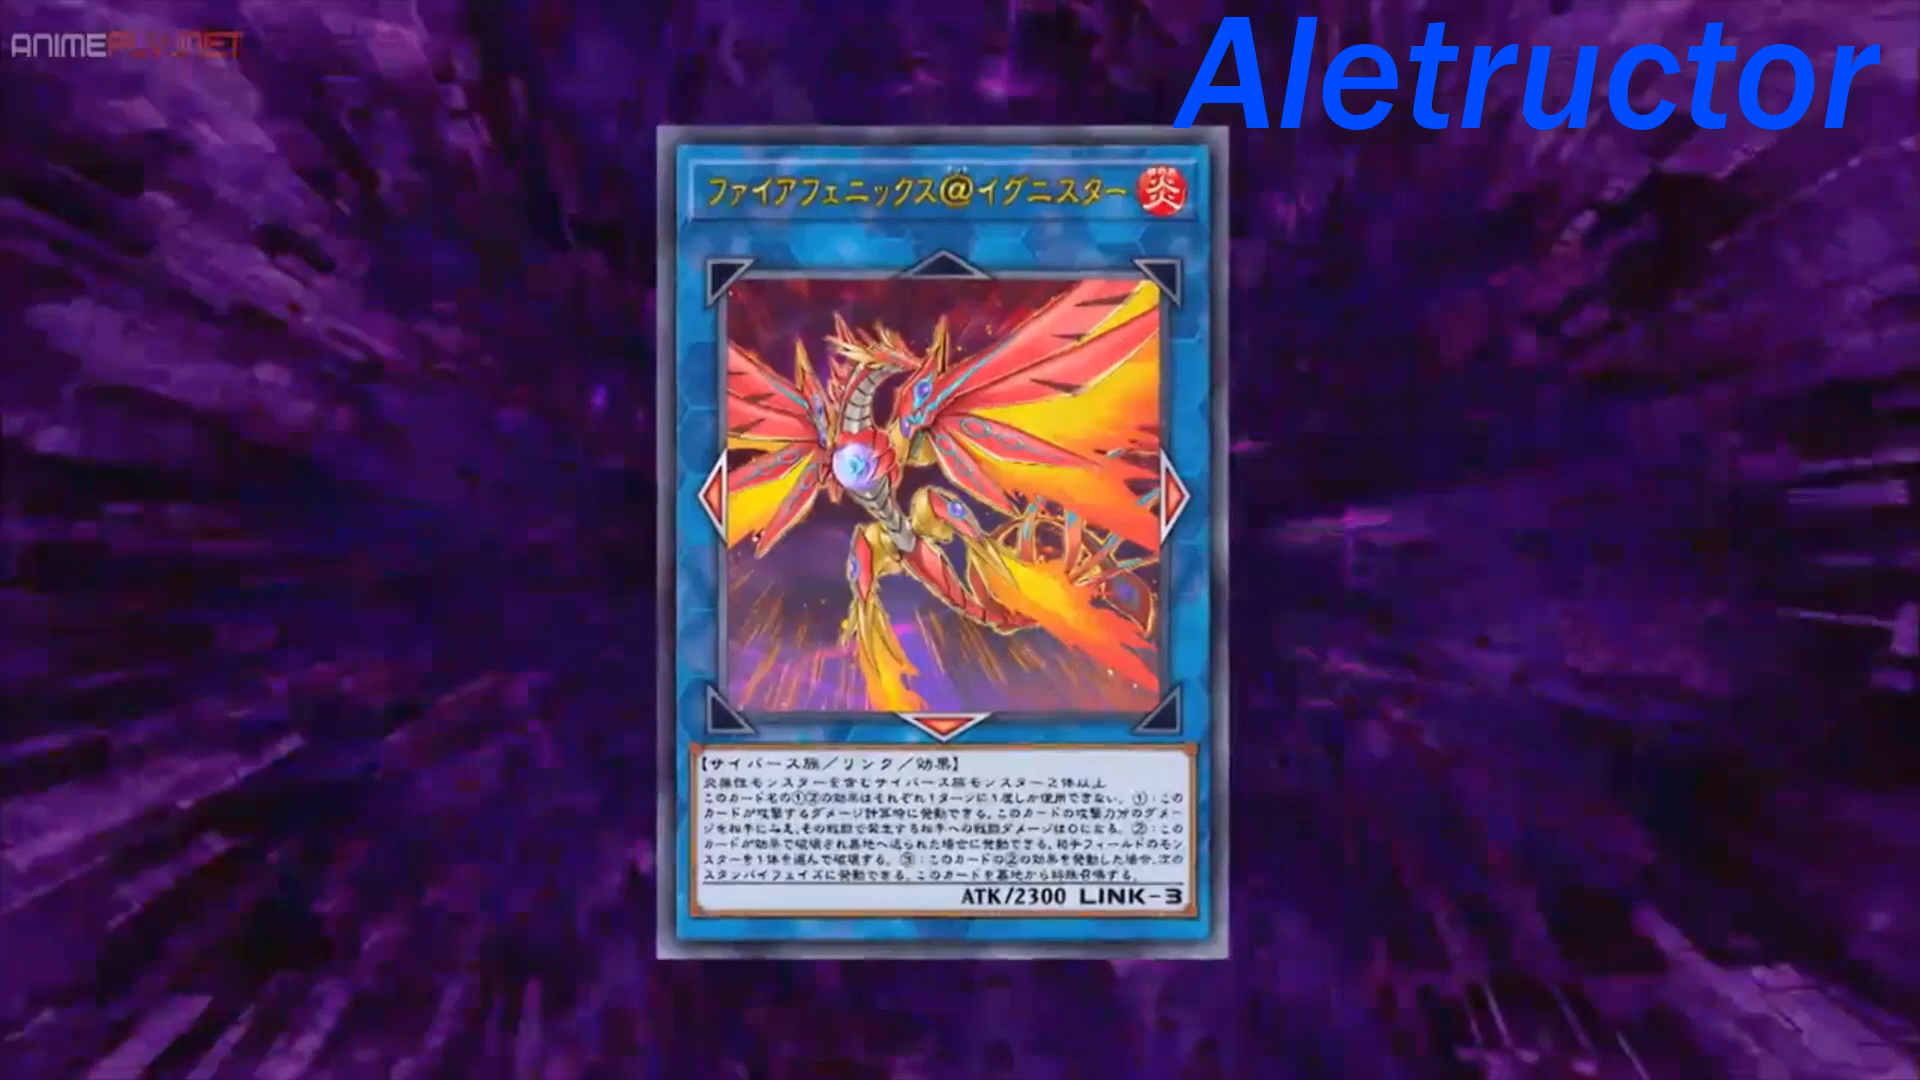 ANIMEFLV.NET
Aletructor
ファイアフェニックス@イグニスター
炎
【サイバース族/リンク/効果】
炎属性モンスターを含むサイバース族モンスター2体以上
このカード名の①②の効果はそれぞれ1ターンに1度しか使用できない。①:この
カードが攻撃するダメージ計算時に発動できる。このカードの攻撃力分のダメー
ジを相手に与え、その戦闘で発生する相手への戦闘ダメージは0になる。②:この
カードが効果で破壊され墓地へ送られた場合に発動できる。相手フィールドのモン
スターを1体を選んで破壊する。③:このカードの②の効果を発動した場合、次の
スタンバイフェイズに発動できる。このカードを墓地から特殊召喚する。
ATK/2300 LINK-3